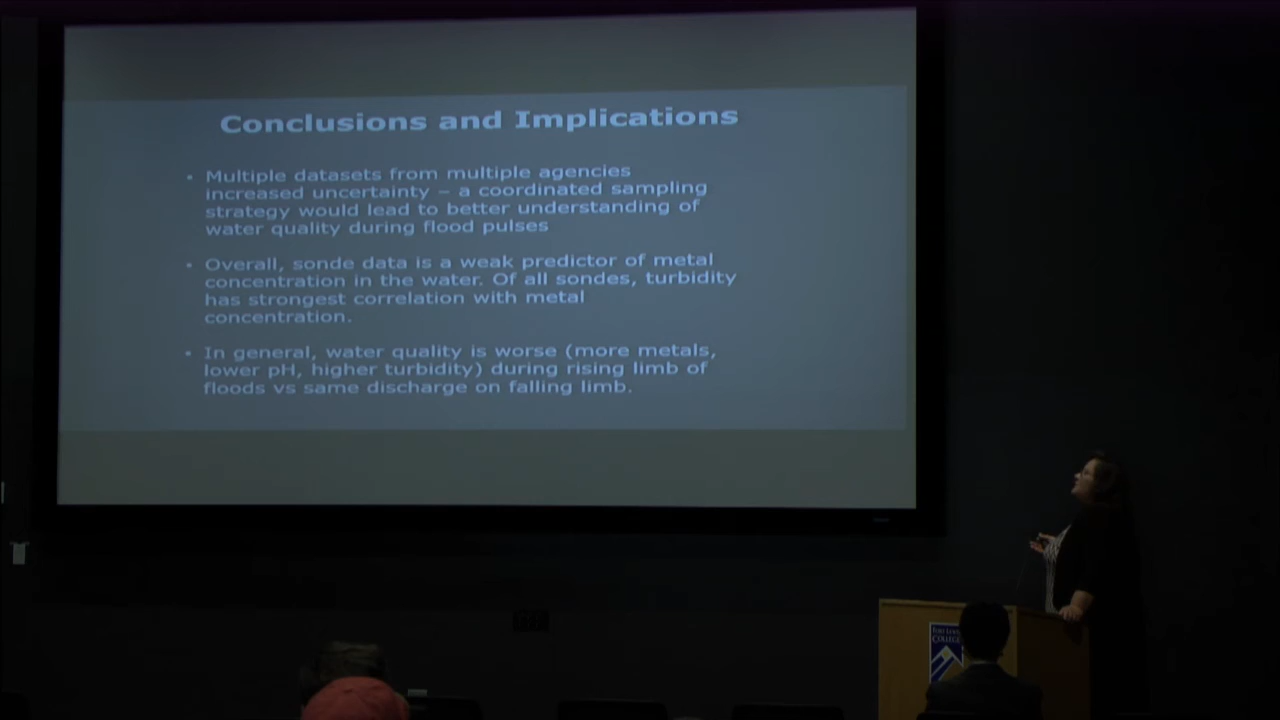 Conclusions and Implications
• Multiple datasets from multiple agencies
increased uncertainty – a coordinated sampling
strategy would lead to better understanding of
water quality during flood pulses
• Overall, sonde data is a weak predictor of metal
concentration in the water. Of all sondes, turbidity
has strongest correlation with metal
concentration.
• In general, water quality is worse (more metals,
lower pH, higher turbidity) during rising limb of
floods vs same discharge on falling limb.
FORT
COLLEGE